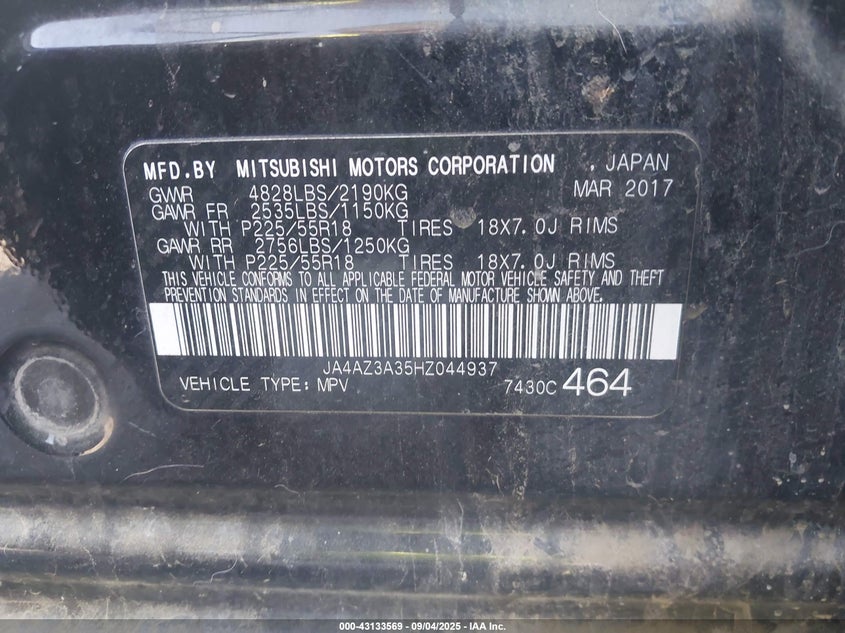 MFD.BY MITSUBISHI MOTORS CORPORATION , JAPAN
GVWR 4828LBS/2190KG MAR 2017
GAWR FR 2535LBS/1150KG
WITH P225/55R18 TIRES 18X7.0J RIMS
GAWR RR 2756LBS/1250KG
WITH P225/55R18 TIRES 18X7.0J RIMS
THIS VEHICLE CONFORMS TO ALL APPLICABLE FEDERAL MOTOR VEHICLE SAFETY AND THEFT
PREVENTION STANDARDS IN EFFECT ON THE DATE OF MANUFACTURE SHOWN ABOVE.
JA4AZ3A35HZ044937
VEHICLE TYPE:MPV 7430C 464
000-43133569 - 09/04/2025 - IAA Inc.